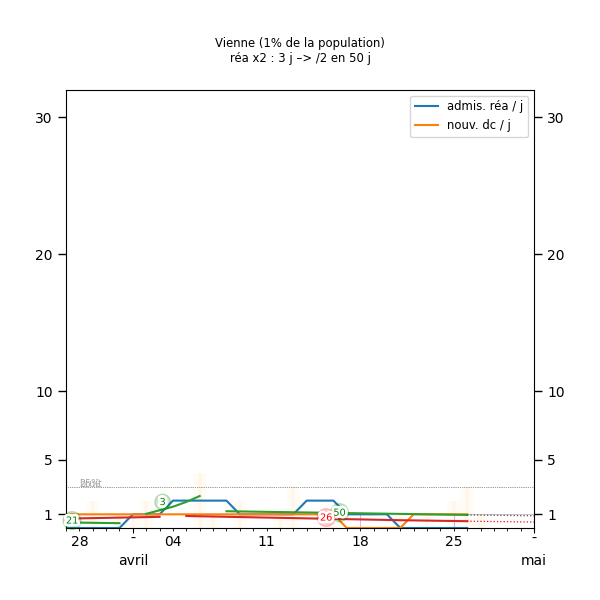 Vienne (1% de la population)
réa x2 : 3 j –> /2 en 50 j
admis. réa / j
nouv. dc / j
30 30
20 20
10 10
5 5
1 1
3
21
26 50
28 - 04 11 18 25 -
avril mai